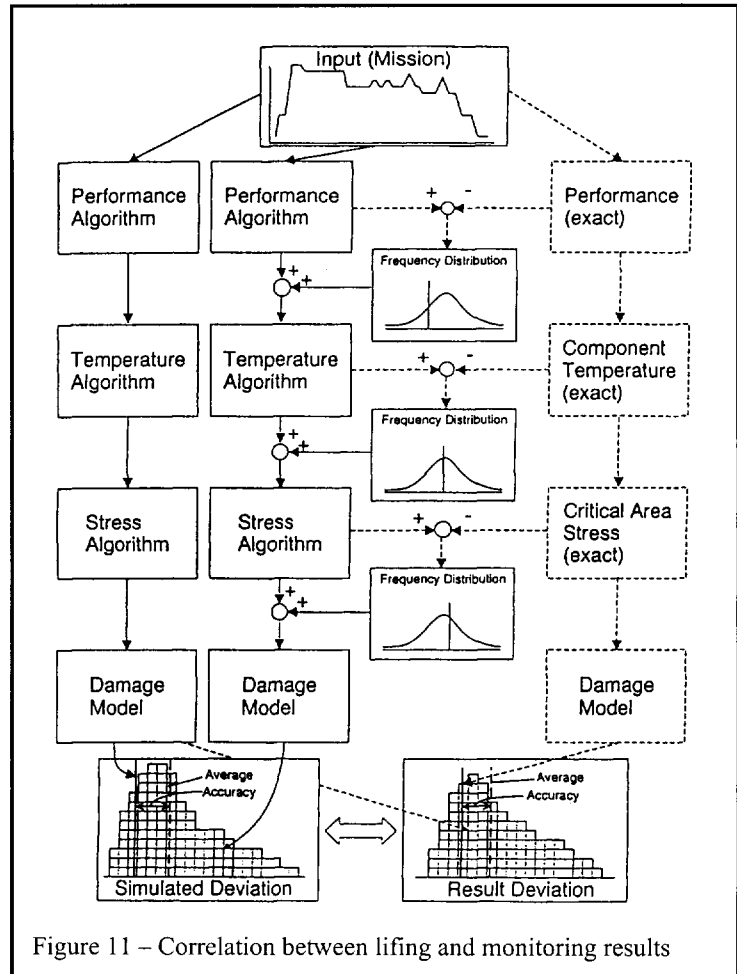 Input (Mission)
Performance
Algorithm
Performance
Algorithm
+
-
Performance
(exact)
Frequency Distribution
+
+
Temperature
Algorithm
Temperature
Algorithm
+
-
Component
Temperature
(exact)
Frequency Distribution
+
+
Stress
Algorithm
Stress
Algorithm
+
-
Critical Area
Stress
(exact)
Frequency Distribution
+
+
Damage
Model
Damage
Model
Damage
Model
Average
Accuracy
Simulated Deviation
Average
Accuracy
Result Deviation
Figure 11 – Correlation between lifing and monitoring results